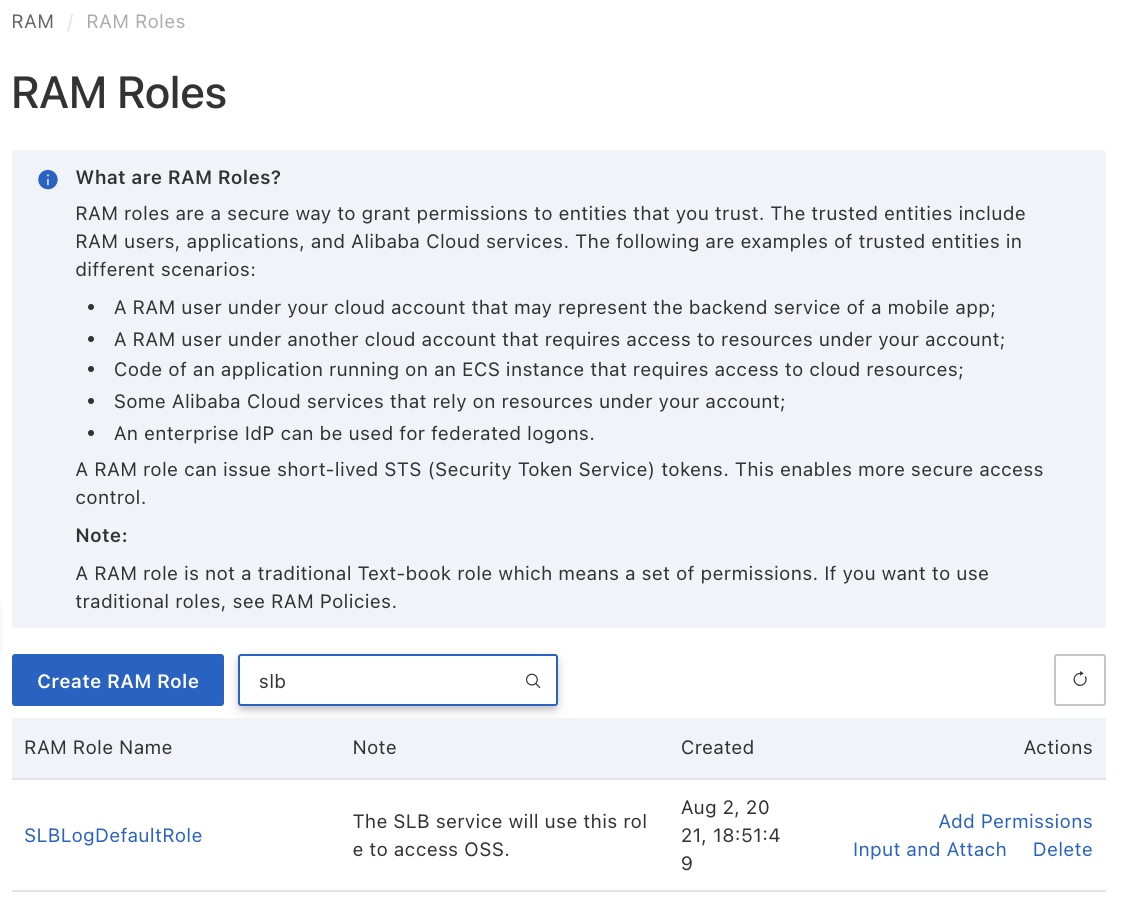 RAM / RAM Roles
RAM Roles
What are RAM Roles?
RAM roles are a secure way to grant permissions to entities that you trust. The trusted entities include
RAM users, applications, and Alibaba Cloud services. The following are examples of trusted entities in
different scenarios:
• A RAM user under your cloud account that may represent the backend service of a mobile app;
• A RAM user under another cloud account that requires access to resources under your account;
• Code of an application running on an ECS instance that requires access to cloud resources;
• Some Alibaba Cloud services that rely on resources under your account;
• An enterprise IdP can be used for federated logons.
A RAM role can issue short-lived STS (Security Token Service) tokens. This enables more secure access
control.
Note:
A RAM role is not a traditional Text-book role which means a set of permissions. If you want to use
traditional roles, see RAM Policies.
Create RAM Role slb
RAM Role Name Note Created Actions
SLBLogDefaultRole
The SLB service will use this rol
e to access OSS.
Aug 2, 20
21, 18:51:4
9
Add Permissions
Input and Attach Delete